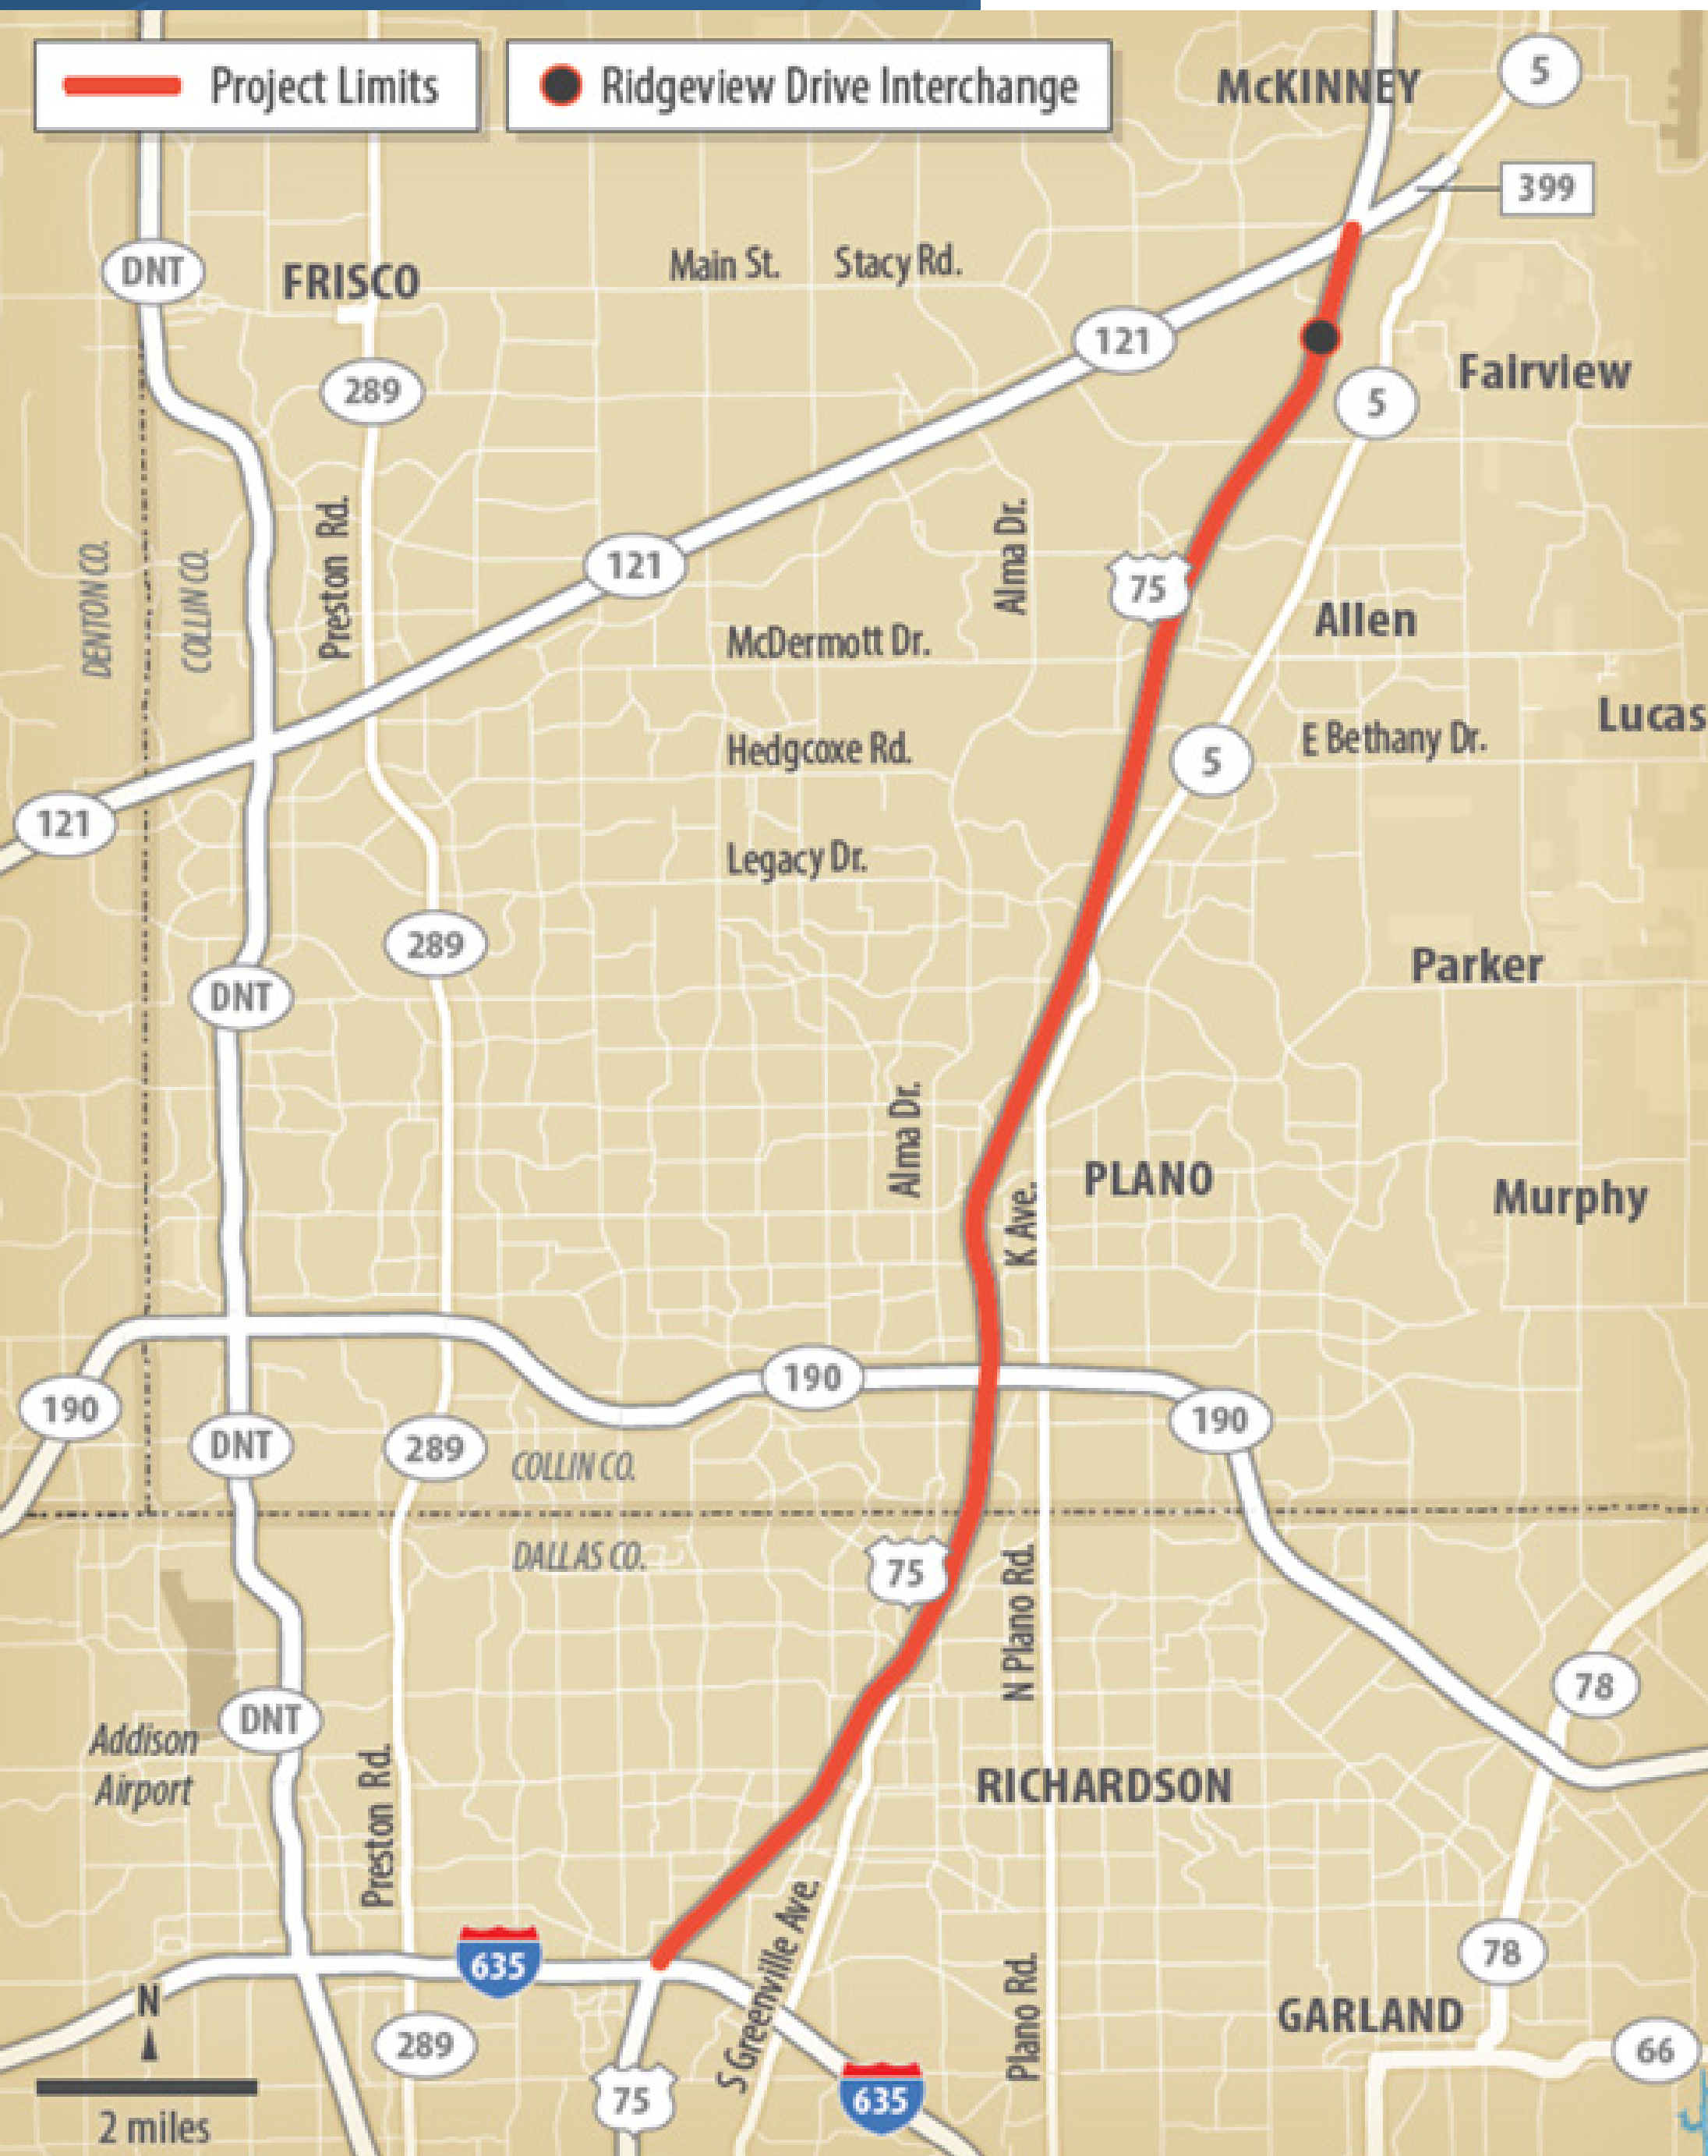 Project Limits
Ridgeview Drive Interchange
McKINNEY
5
399
DNT
FRISCO
Main St.
Stacy Rd.
121
289
Fairview
5
Preston Rd.
Alma Dr.
DENTON CO.
COLLIN CO.
121
75
Allen
McDermott Dr.
Lucas
Hedgcoxe Rd.
E Bethany Dr.
5
121
Legacy Dr.
289
Parker
DNT
Alma Dr.
PLANO
K Ave.
Murphy
190
190
190
DNT
289
COLLIN CO.
DALLAS CO.
75
N Plano Rd.
78
DNT
Addison
Airport
RICHARDSON
Preston Rd.
S Greenville Ave.
635
78
N
Plano Rd.
GARLAND
289
66
75
635
2 miles